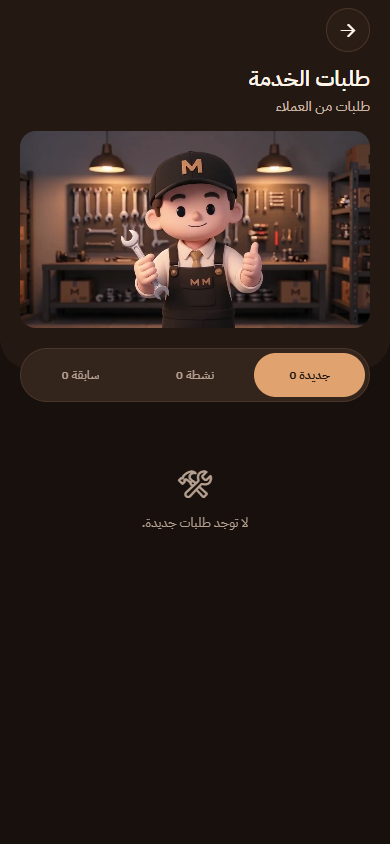 طلبات الخدمة
طلبات من العملاء
M
MM
جديدة 0
نشطة 0
سابقة 0
لا توجد طلبات جديدة.